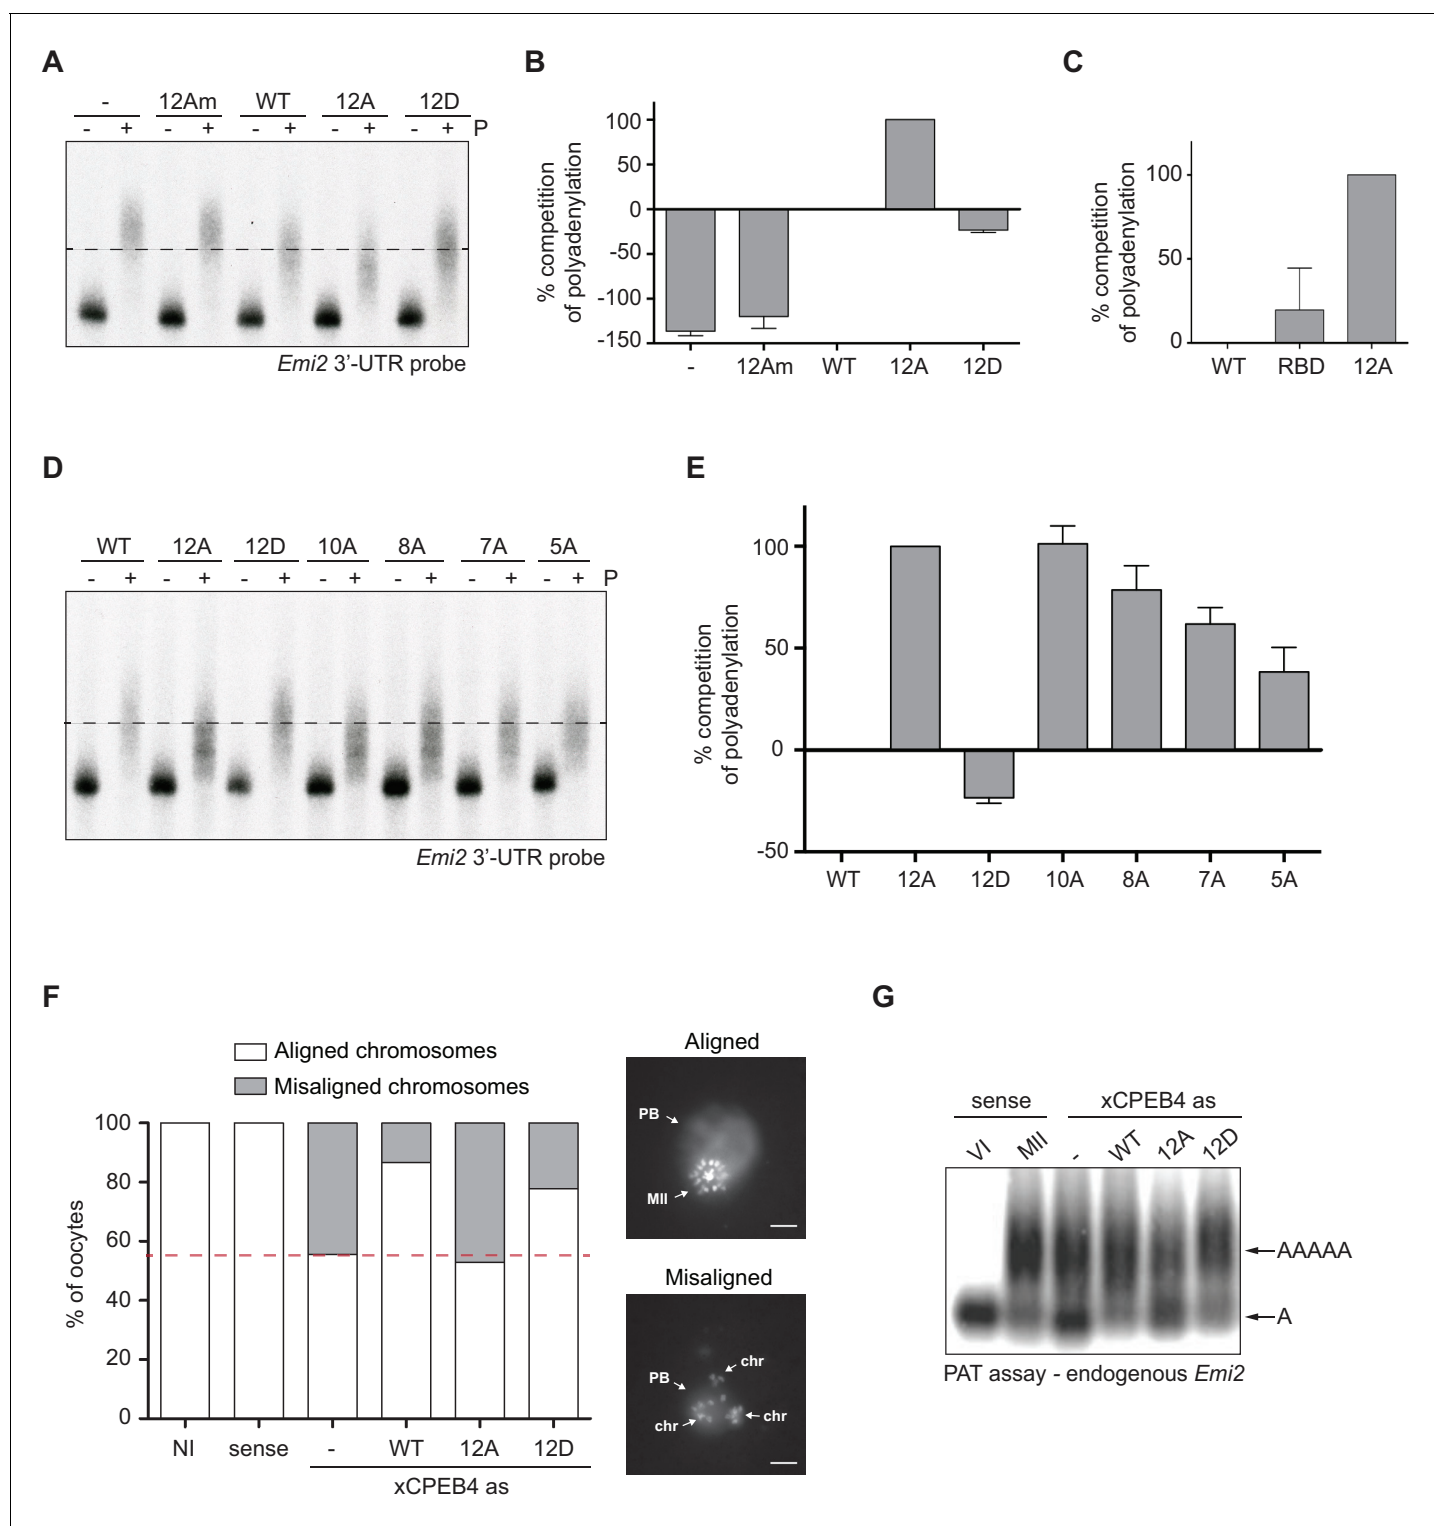 A
- 12Am WT 12A 12D
- + - + - + - + - + P
Emi2 3'-UTR probe
B
% competition
of polyadenylation
100
50
0
-50
-100
-150
- 12Am WT 12A 12D
C
% competition
of polyadenylation
100
50
0
WT RBD 12A
D
WT 12A 12D 10A 8A 7A 5A
- + - + - + - + - + - + - + P
Emi2 3'-UTR probe
E
% competition
of polyadenylation
100
50
0
-50
WT 12A 12D 10A 8A 7A 5A
F
Aligned chromosomes
Misaligned chromosomes
% of oocytes
100
80
60
40
20
0
NI sense - WT 12A 12D
xCPEB4 as
Aligned
PB
MII
Misaligned
chr
PB
chr
chr
G
sense xCPEB4 as
VI MII - WT 12A 12D
AAAAA
A
PAT assay - endogenous Emi2